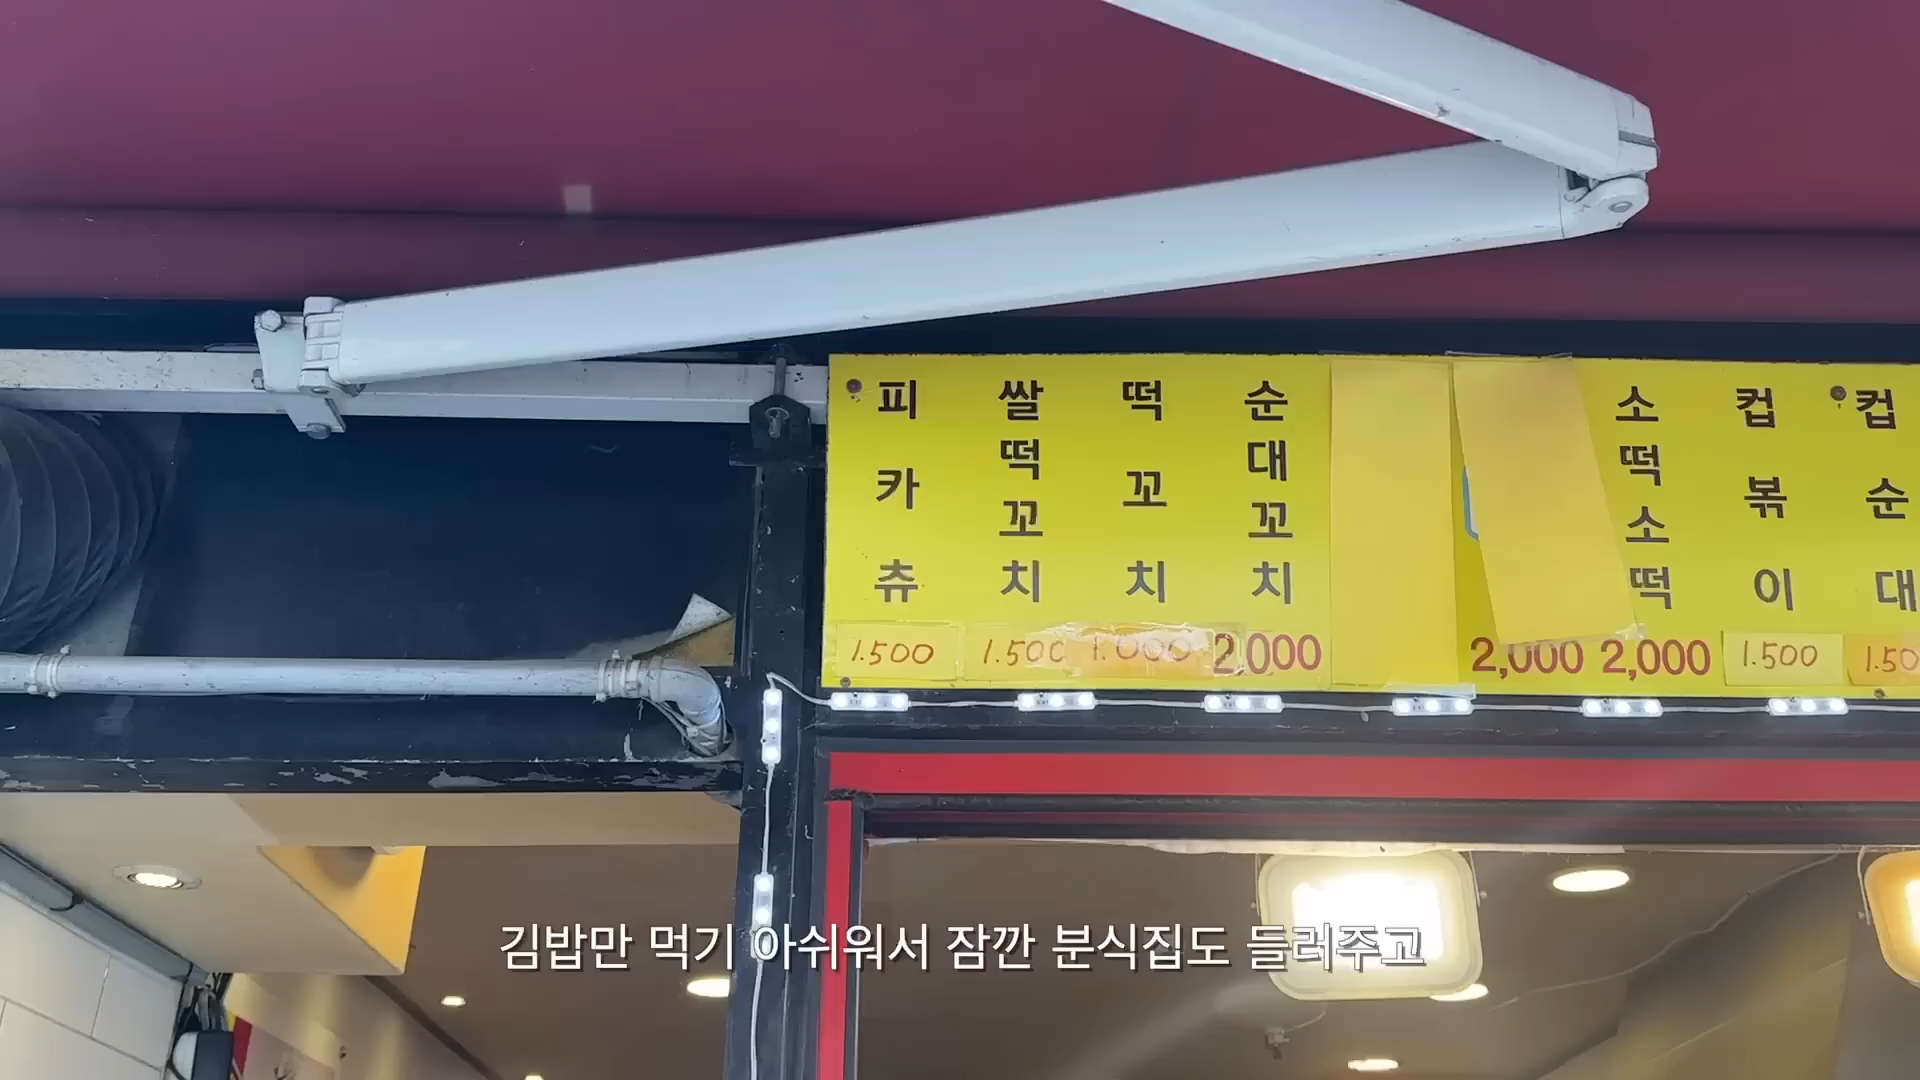 피카츄
쌀떡꼬치
떡꼬치
순대꼬치
소떡소떡
컵볶이
컵순대
1.500
1.500
1.000
2,000
2,000
2,000
1.500
1.50
김밥만 먹기 아쉬워서 잠깐 분식집도 들러주고